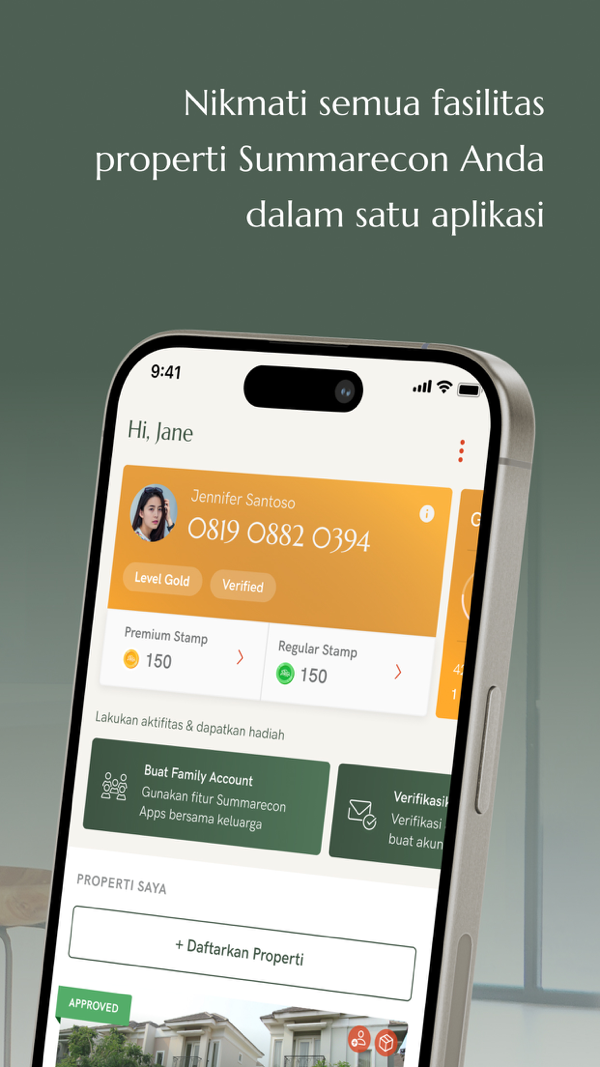 Nikmati semua fasilitas
properti Summarecon Anda
dalam satu aplikasi
9:41
Hi, Jane
Jennifer Santoso
0819 0882 0394
Level Gold
Verified
Premium Stamp
150
Regular Stamp
150
Lakukan aktifitas & dapatkan hadiah
Buat Family Account
Gunakan fitur Summarecon
Apps bersama keluarga
Verifikasi
buat akun
PROPERTI SAYA
+ Daftarkan Properti
APPROVED